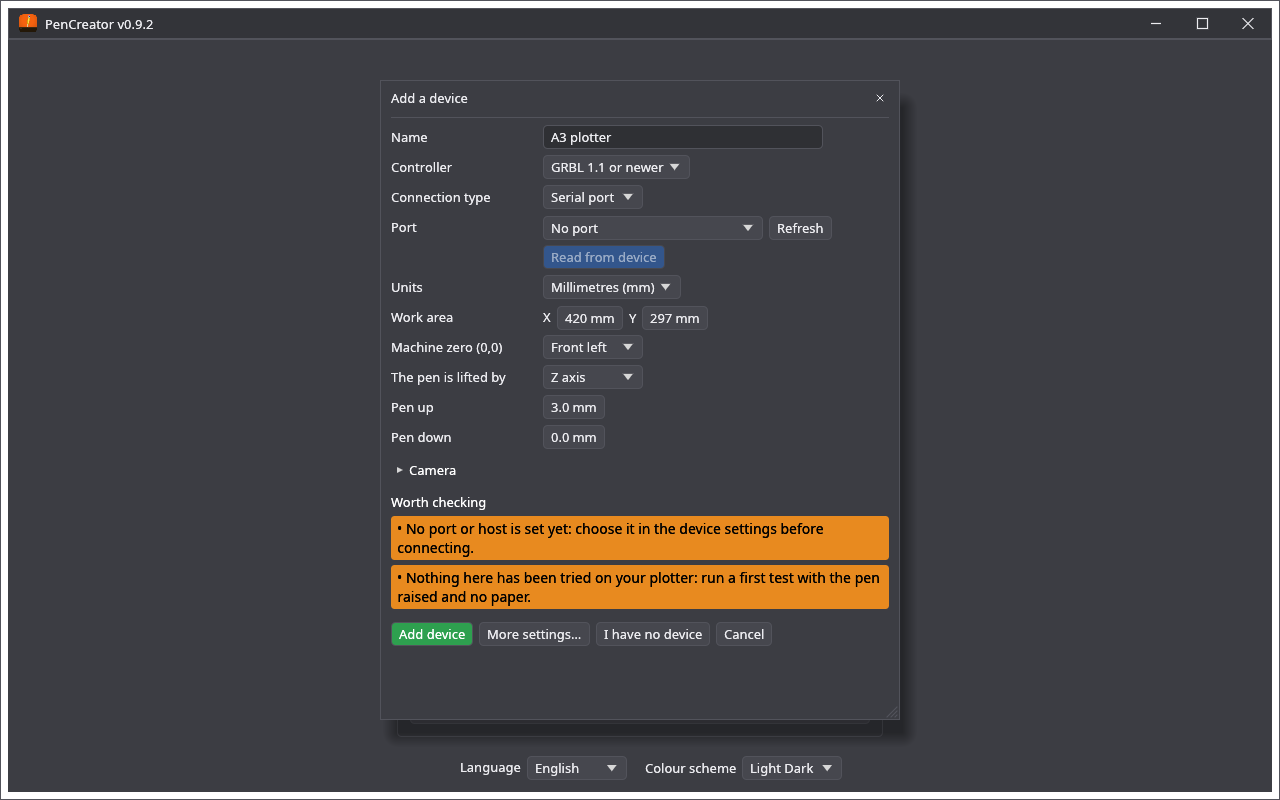 PenCreator v0.9.2
Add a device
Name A3 plotter
Controller GRBL 1.1 or newer
Connection type Serial port
Port No port Refresh
Read from device
Units Millimetres (mm)
Work area X 420 mm Y 297 mm
Machine zero (0,0) Front left
The pen is lifted by Z axis
Pen up 3.0 mm
Pen down 0.0 mm
Camera
Worth checking
• No port or host is set yet: choose it in the device settings before
connecting.
• Nothing here has been tried on your plotter: run a first test with the pen
raised and no paper.
Add device More settings... I have no device Cancel
Language English Colour scheme Light Dark